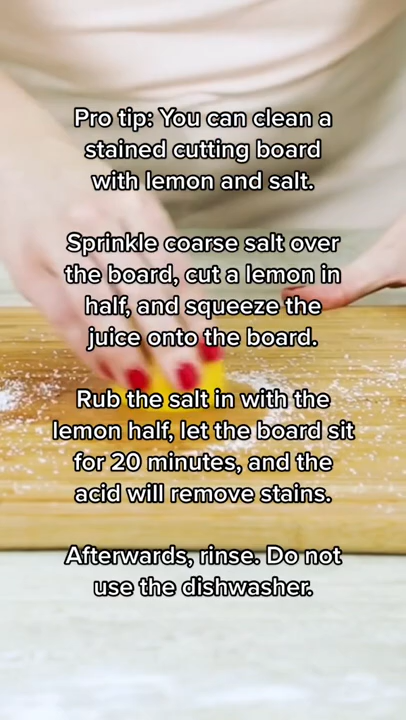 Pro tip: You can clean a
stained cutting board
with lemon and salt.
Sprinkle coarse salt over
the board, cut a lemon in
half, and squeeze the
juice onto the board.
Rub the salt in with the
lemon half, let the board sit
for 20 minutes, and the
acid will remove stains.
Afterwards, rinse. Do not
use the dishwasher.